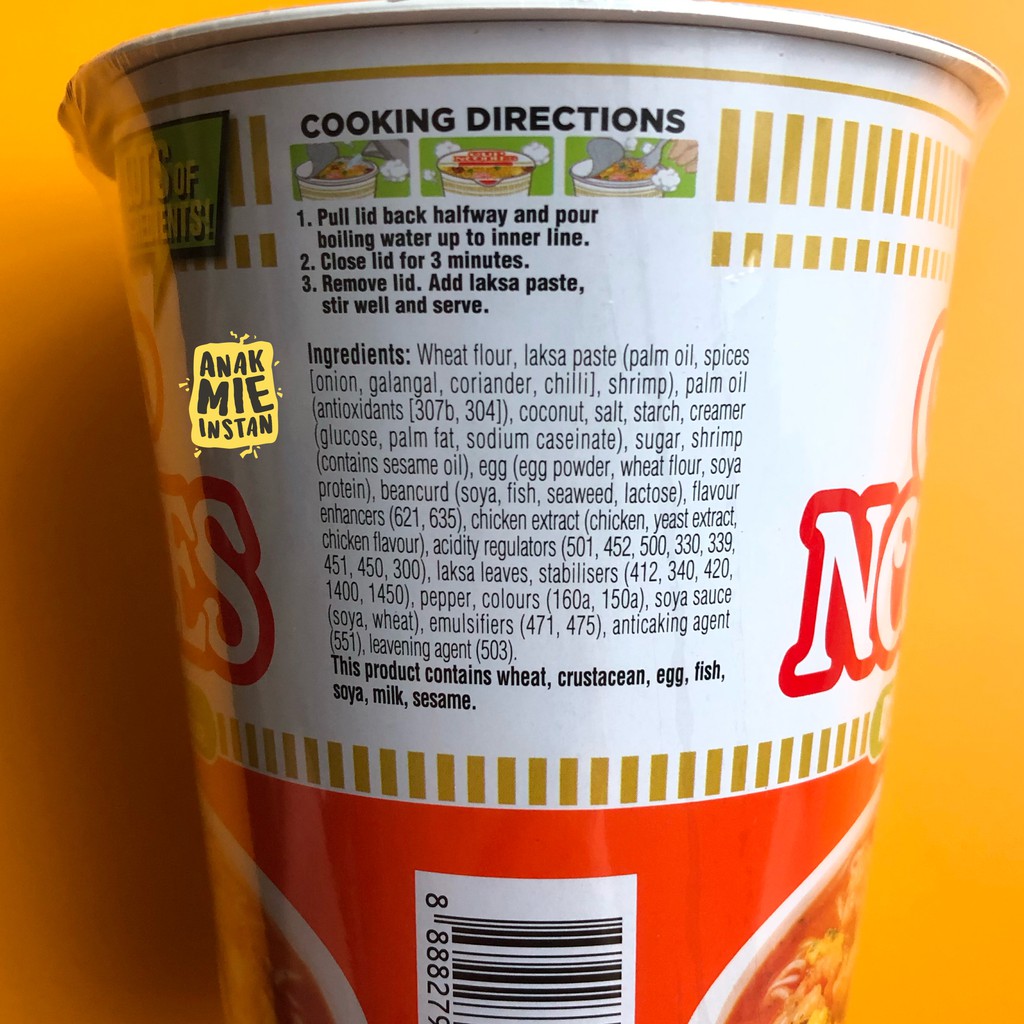 OF
ENTS!
COOKING DIRECTIONS
1. Pull lid back halfway and pour
boiling water up to inner line.
2. Close lid for 3 minutes.
3. Remove lid. Add laksa paste,
stir well and serve.
ANAK
MIE
INSTAN
Ingredients: Wheat flour, laksa paste (palm oil, spices
[onion, galangal, coriander, chilli], shrimp), palm oil
(antioxidants [307b, 304]), coconut, salt, starch, creamer
(glucose, palm fat, sodium caseinate), sugar, shrimp
(contains sesame oil), egg (egg powder, wheat flour, soya
protein), beancurd (soya, fish, seaweed, lactose), flavour
enhancers (621, 635), chicken extract (chicken, yeast extract,
chicken flavour), acidity regulators (501, 452, 500, 330, 339,
451, 450, 300), laksa leaves, stabilisers (412, 340, 420,
1400, 1450), pepper, colours (160a, 150a), soya sauce
(soya, wheat), emulsifiers (471, 475), anticaking agent
(551), leavening agent (503).
This product contains wheat, crustacean, egg, fish,
soya, milk, sesame.
ES
NO
8 888279